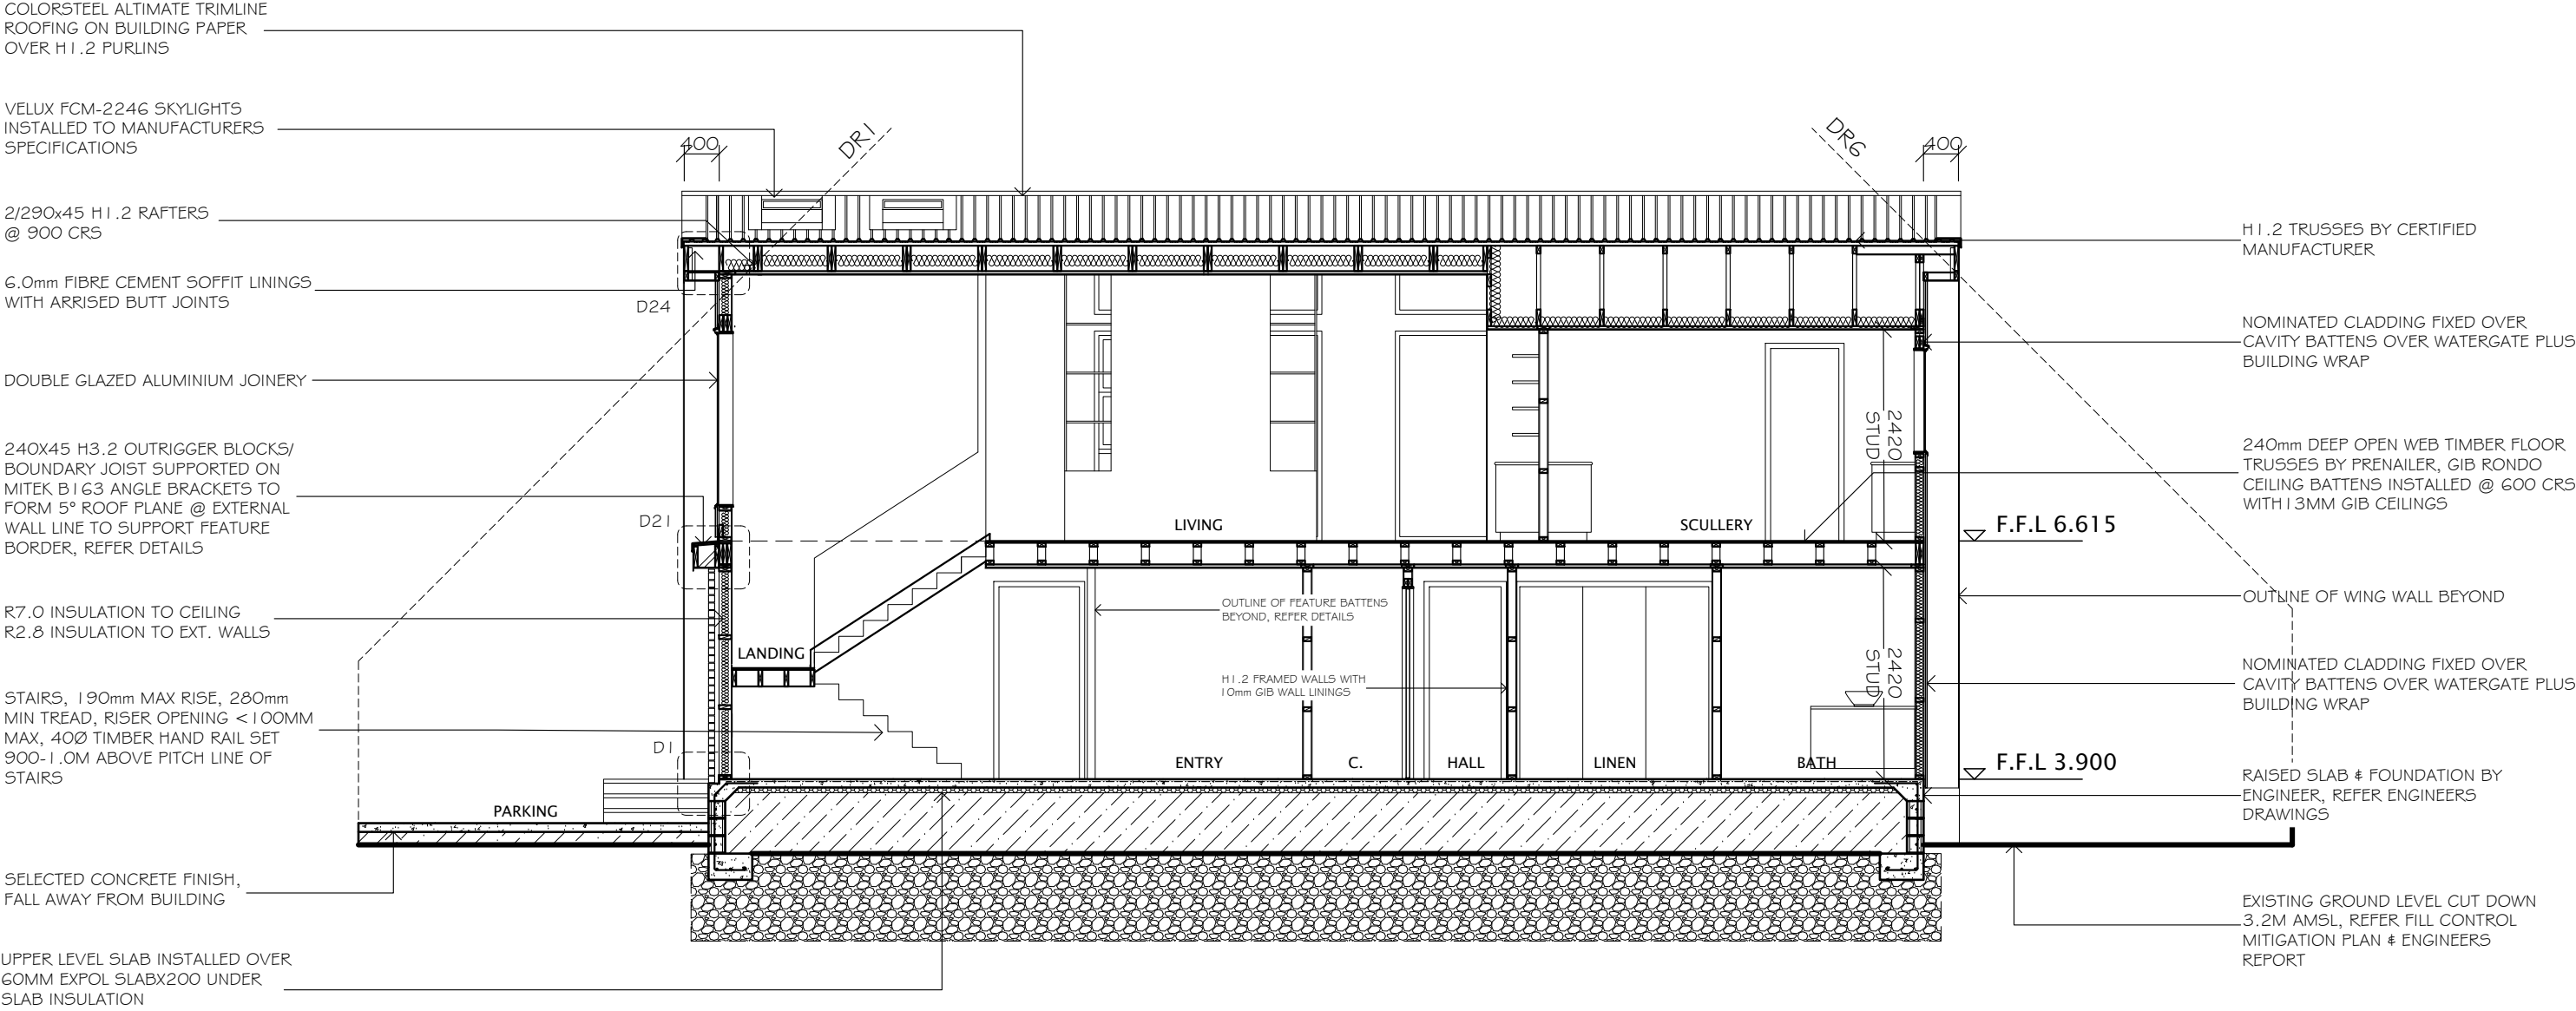 COLORSTEEL ALTIMATE TRIMLINE
ROOFING ON BUILDING PAPER
OVER H1.2 PURLINS
VELUX FCM-2246 SKYLIGHTS
INSTALLED TO MANUFACTURERS
SPECIFICATIONS
2/290x45 H1.2 RAFTERS
@ 900 CRS
6.0mm FIBRE CEMENT SOFFIT LININGS
WITH ARRISED BUTT JOINTS
DOUBLE GLAZED ALUMINIUM JOINERY
240X45 H3.2 OUTRIGGER BLOCKS/
BOUNDARY JOIST SUPPORTED ON
MITEK B163 ANGLE BRACKETS TO
FORM 5° ROOF PLANE @ EXTERNAL
WALL LINE TO SUPPORT FEATURE
BORDER, REFER DETAILS
R7.0 INSULATION TO CEILING
R2.8 INSULATION TO EXT. WALLS
STAIRS, 190mm MAX RISE, 280mm
MIN TREAD, RISER OPENING <100MM
MAX, 40Ø TIMBER HAND RAIL SET
900-1.0M ABOVE PITCH LINE OF
STAIRS
SELECTED CONCRETE FINISH,
FALL AWAY FROM BUILDING
UPPER LEVEL SLAB INSTALLED OVER
60MM EXPOL SLABX200 UNDER
SLAB INSULATION
400
DR1
DR6
400
D24
D21
D1
LIVING
SCULLERY
2420
STUD
OUTLINE OF FEATURE BATTENS
BEYOND, REFER DETAILS
LANDING
H1.2 FRAMED WALLS WITH
10mm GIB WALL LININGS
2420
STUD
ENTRY
C.
HALL
LINEN
BATH
PARKING
F.F.L 6.615
F.F.L 3.900
H1.2 TRUSSES BY CERTIFIED
MANUFACTURER
NOMINATED CLADDING FIXED OVER
CAVITY BATTENS OVER WATERGATE PLUS
BUILDING WRAP
240mm DEEP OPEN WEB TIMBER FLOOR
TRUSSES BY PRENAILER, GIB RONDO
CEILING BATTENS INSTALLED @ 600 CRS
WITH13MM GIB CEILINGS
OUTLINE OF WING WALL BEYOND
NOMINATED CLADDING FIXED OVER
CAVITY BATTENS OVER WATERGATE PLUS
BUILDING WRAP
RAISED SLAB & FOUNDATION BY
ENGINEER, REFER ENGINEERS
DRAWINGS
EXISTING GROUND LEVEL CUT DOWN
3.2M AMSL, REFER FILL CONTROL
MITIGATION PLAN & ENGINEERS
REPORT